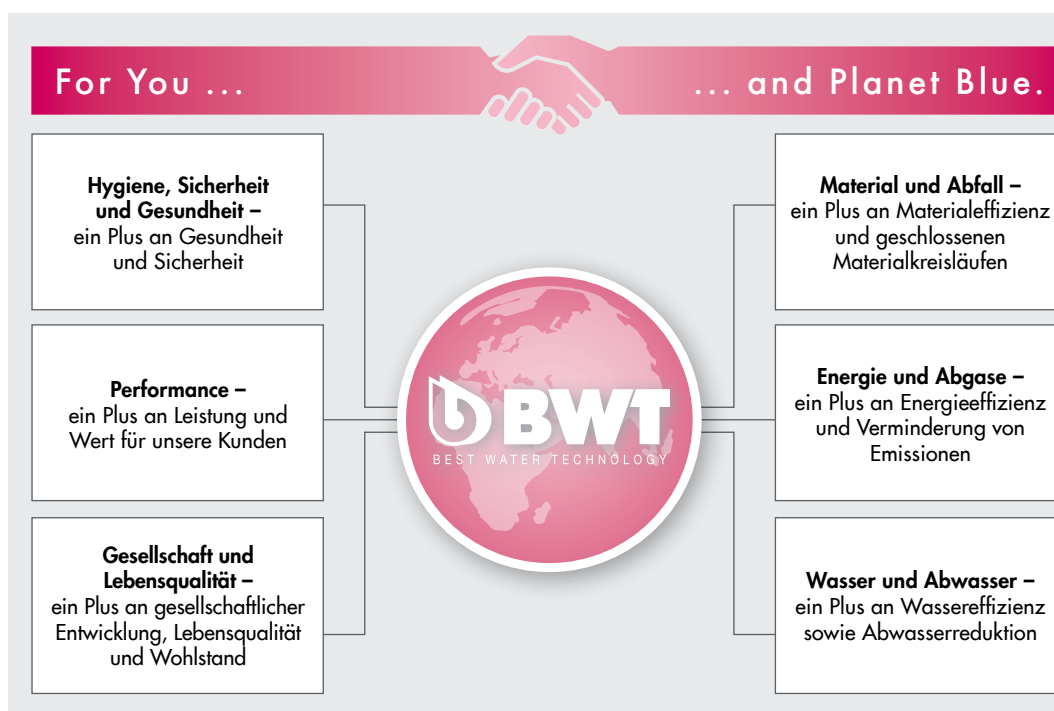 For You ...
... and Planet Blue.
Hygiene, Sicherheit
und Gesundheit –
ein Plus an Gesundheit
und Sicherheit
Performance –
ein Plus an Leistung und
Wert für unsere Kunden
Gesellschaft und
Lebensqualität –
ein Plus an gesellschaftlicher
Entwicklung, Lebensqualität
und Wohlstand
BWT
BEST WATER TECHNOLOGY
Material und Abfall –
ein Plus an Materialeffizienz
und geschlossenen
Materialkreisläufen
Energie und Abgase –
ein Plus an Energieeffizienz
und Verminderung von
Emissionen
Wasser und Abwasser –
ein Plus an Wassereffizienz
sowie Abwasserreduktion